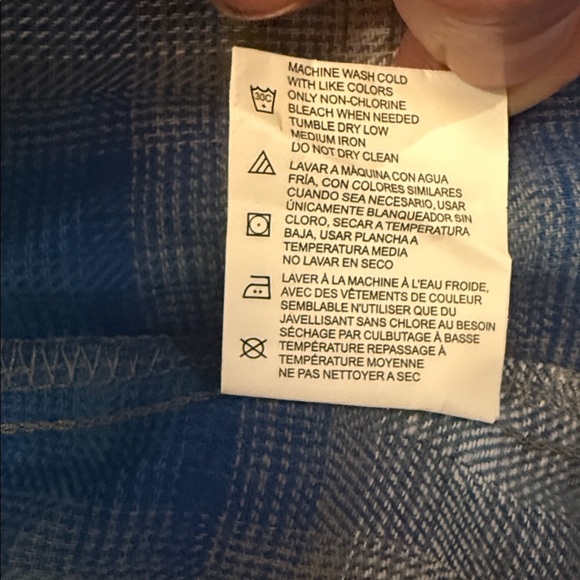 MACHINE WASH COLD
WITH LIKE COLORS
ONLY NON-CHLORINE
BLEACH WHEN NEEDED
TUMBLE DRY LOW
MEDIUM IRON
DO NOT DRY CLEAN
30C
LAVAR A MÀQUINA CON AGUA
FRÍA, CON COLORES SIMILARES
CUANDO SEA NECESARIO, USAR
ÚNICAMENTE BLANQUEADOR SIN
CLORO, SECAR A TEMPERATURA
BAJA, USAR PLANCHA A
TEMPERATURA MEDIA
NO LAVAR EN SECO
LAVER À LA MACHINE À L'EAU FROIDE,
AVEC DES VÊTEMENTS DE COULEUR
SEMBLABLE N'UTILISER QUE DU
JAVELLISANT SANS CHLORE AU BESOIN
SÉCHAGE PAR CULBUTAGE À BASSE
TEMPÉRATURE REPASSAGE À
TEMPÉRATURE MOYENNE
NE PAS NETTOYER A SEC